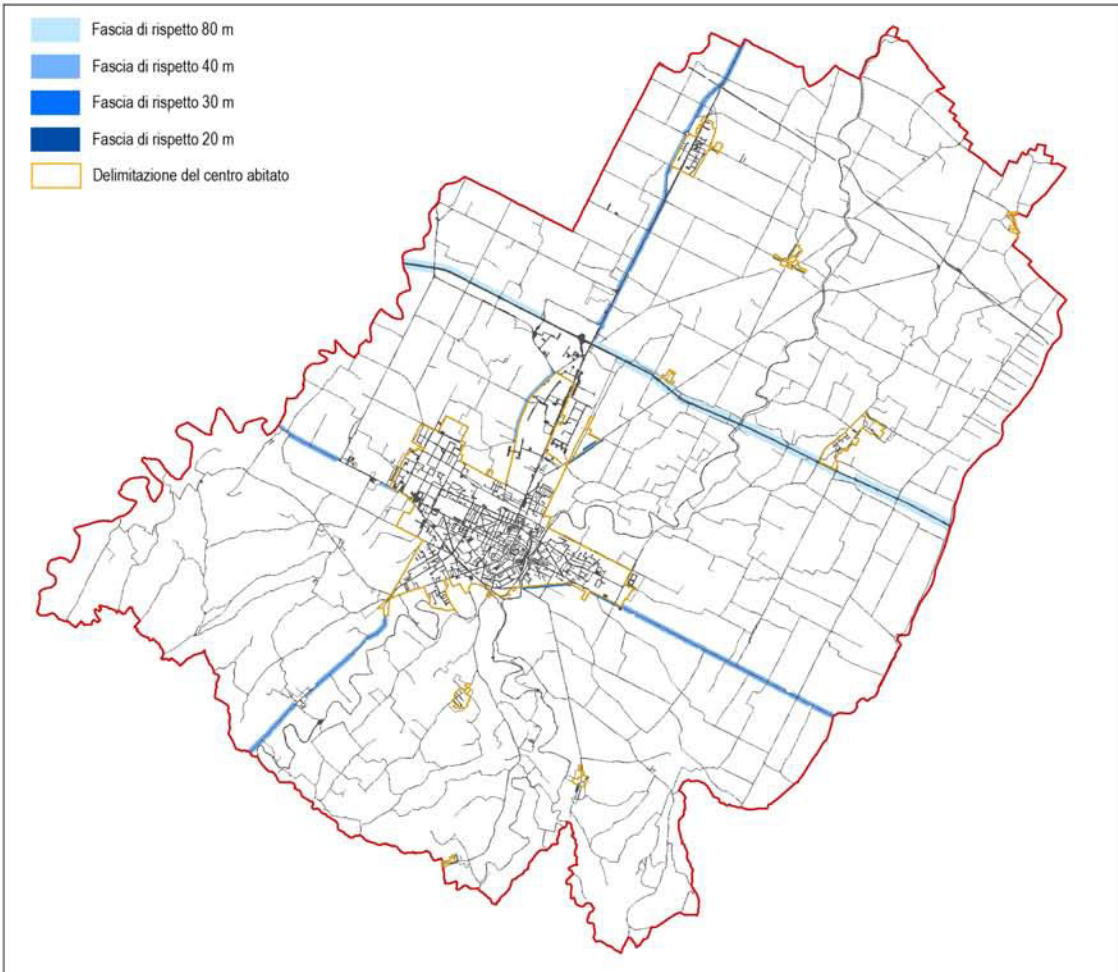 Fascia di rispetto 80 m
Fascia di rispetto 40 m
Fascia di rispetto 30 m
Fascia di rispetto 20 m
Delimitazione del centro abitato